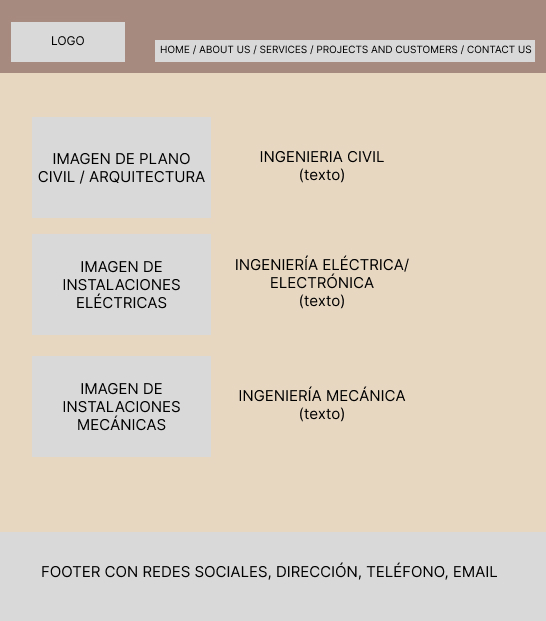 LOGO
HOME / ABOUT US / SERVICES / PROJECTS AND CUSTOMERS / CONTACT US
IMAGEN DE PLANO
CIVIL / ARQUITECTURA
INGENIERIA CIVIL
(texto)
IMAGEN DE
INSTALACIONES
ELÉCTRICAS
INGENIERÍA ELÉCTRICA/
ELECTRÓNICA
(texto)
IMAGEN DE
INSTALACIONES
MECÁNICAS
INGENIERÍA MECÁNICA
(texto)
FOOTER CON REDES SOCIALES, DIRECCIÓN, TELÉFONO, EMAIL